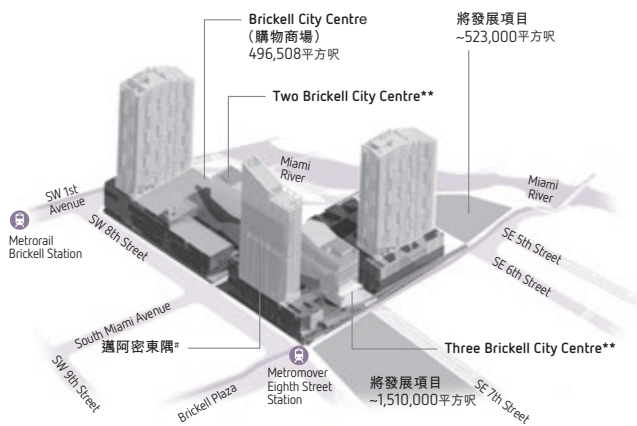 Brickell City Centre
(購物商場)
496,508平方呎
將發展項目
~523,000平方呎
Two Brickell City Centre**
Miami
River
Miami
River
SW 1st
Avenue
SW 8th Street
Metrorail
Brickell Station
SE 5th Street
SE 6th Street
South Miami Avenue
邁阿密東隅#
SW 9th Street
Brickell Plaza
Metromover
Eighth Street
Station
Three Brickell City Centre**
將發展項目
~1,510,000平方呎
SE 7th Street